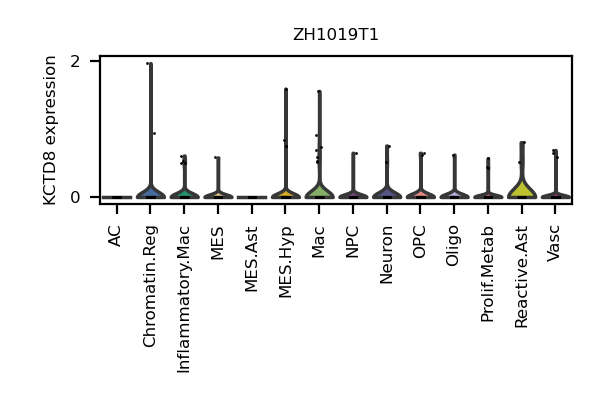 ZH1019T1
KCTD8 expression
2
0
AC
Chromatin.Reg
Inflammatory.Mac
MES
MES.Ast
MES.Hyp
Mac
NPC
Neuron
OPC
Oligo
Prolif.Metab
Reactive.Ast
Vasc